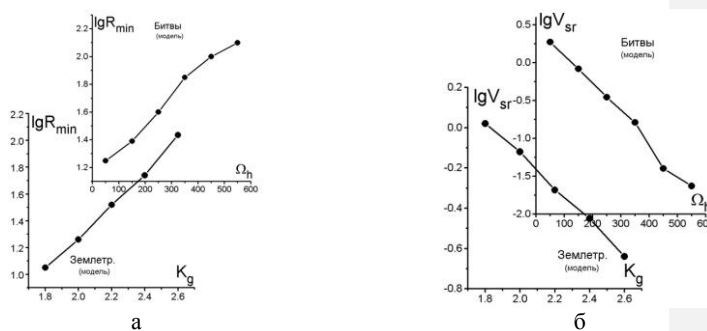 lgR_min
Битвы
(модель)
2.2
2.0
1.8
1.6
1.4
1.2
0 100 200 300 400 500 600
Ω_h
lgR_min
2.2
2.0
1.8
1.6
1.4
1.2
1.0
Землетр.
(модель)
K_g
1.8 2.0 2.2 2.4 2.6 2.8
а
lgV_sr
Битвы
(модель)
0.5
0.0
-0.5
-1.0
-1.5
-2.0
0 100 200 300 400 500 600
Ω_h
lgV_sr
0.2
0.0
-0.2
-0.4
-0.6
-0.8
Землетр.
(модель)
K_g
1.8 2.0 2.2 2.4 2.6
б